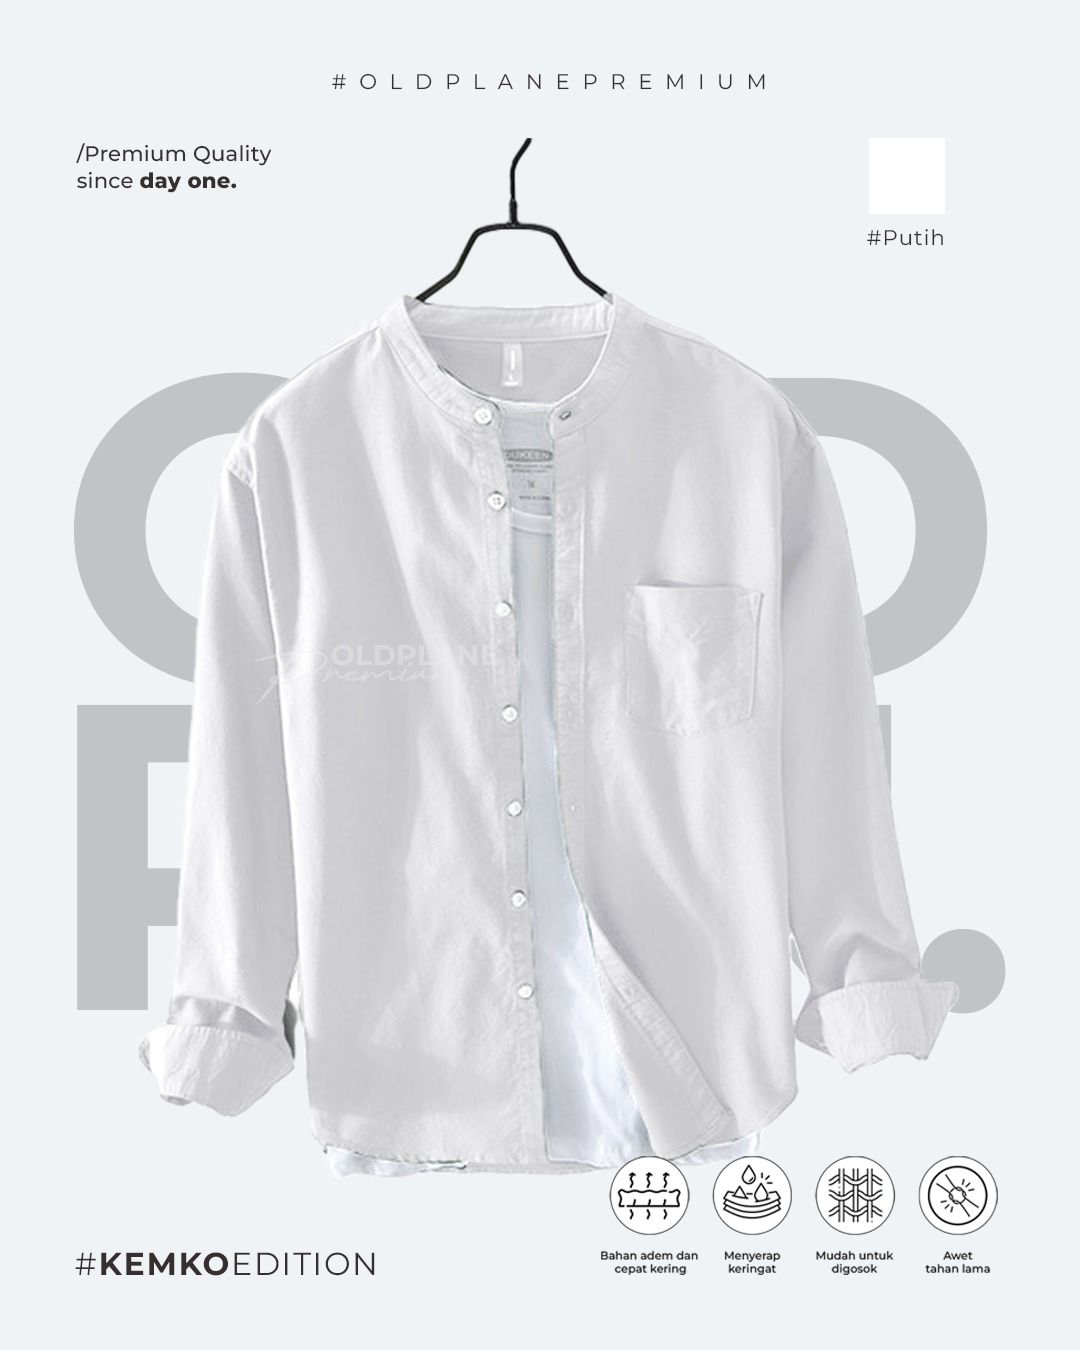 #OLDPLANEPREMIUM
/Premium Quality
since day one.
#Putih
OLDPLANE
Premium
#KEMKOEDITION
Bahan adem dan
cepat kering
Menyerap
keringat
Mudah untuk
digosok
Awet
tahan lama